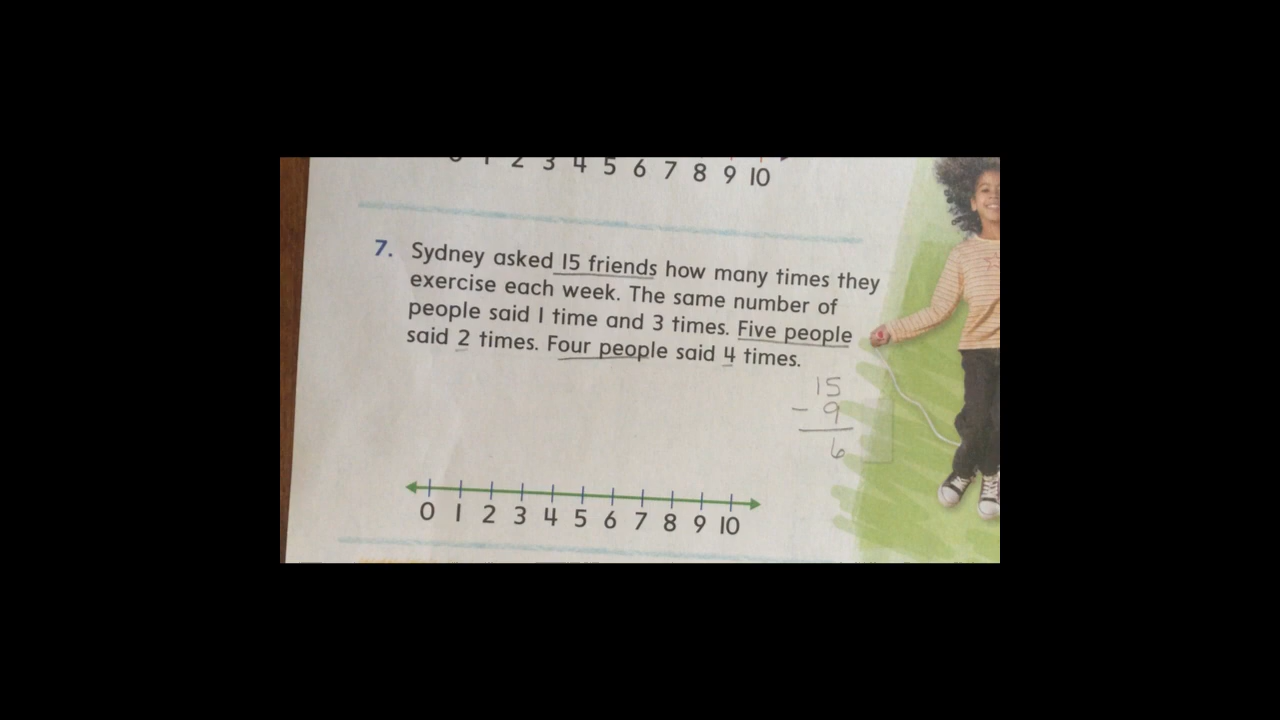 0 1 2 3 4 5 6 7 8 9 10
7. Sydney asked 15 friends how many times they
exercise each week. The same number of
people said 1 time and 3 times. Five people
said 2 times. Four people said 4 times.
15
- 9
6
0 1 2 3 4 5 6 7 8 9 10